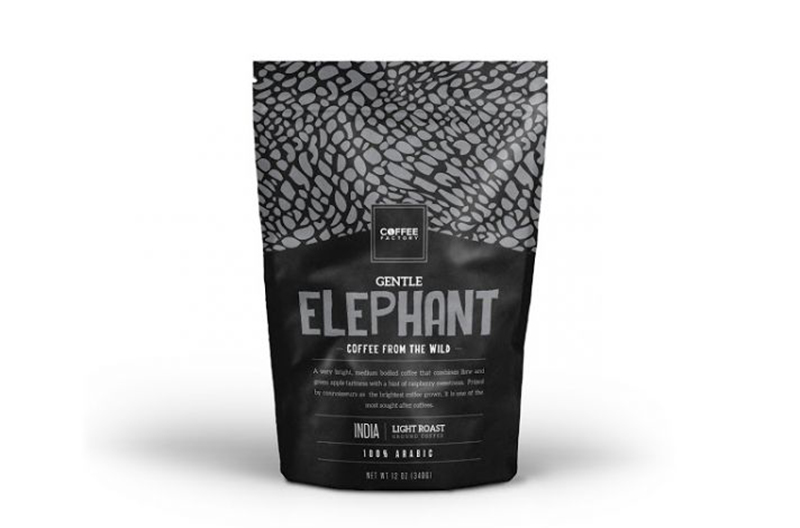 COFFEE
FACTORY
GENTLE
ELEPHANT
COFFEE FROM THE WILD
A very bright, medium bodied coffee that combines lime and
green apple tartness with a hint of raspberry sweetness. Prized
by connoisseurs as the brightest coffee grown, it is one of the
most sought after coffees.
INDIA
LIGHT ROAST
GROUND COFFEE
100% ARABIC
NET WT 12 OZ (340G)